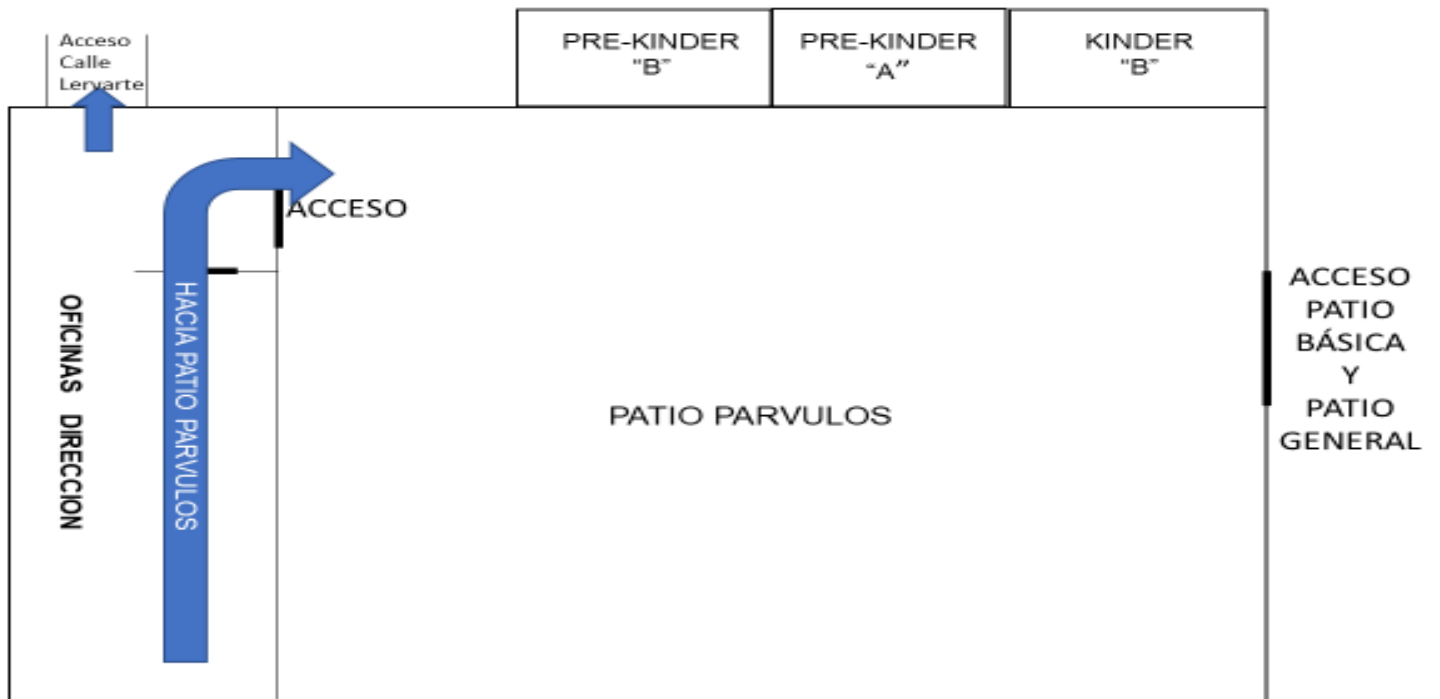 Acceso
Calle
Lervarte
PRE-KINDER
"B"
PRE-KINDER
"A"
KINDER
"B"
ACCESO
HACIA PATIO PARVULOS
OFICINAS DIRECCION
PATIO PARVULOS
ACCESO
PATIO
BÁSICA
Y
PATIO
GENERAL